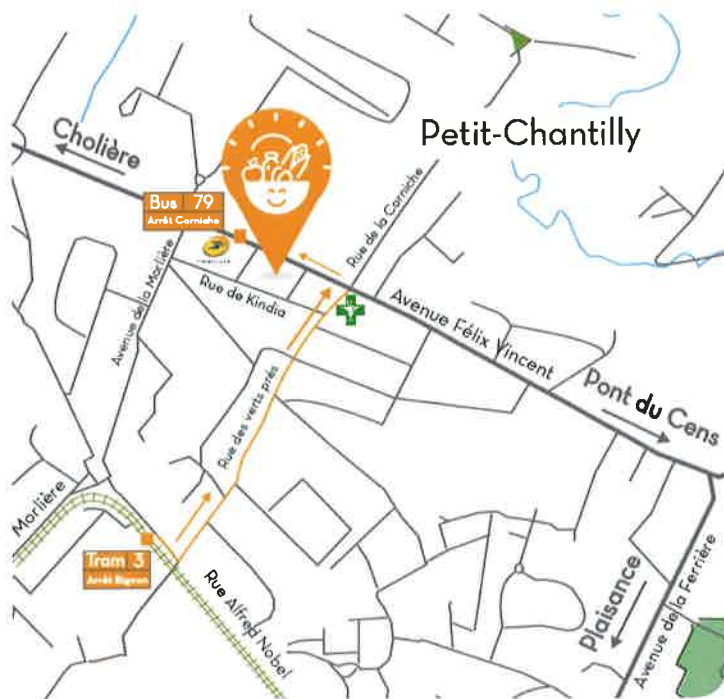 Petit-Chantilly
Cholière
Bus 79
Arrêt Corniche
Rue de la Corniche
Avenue de la Morlière
Rue de Kindia
Avenue Félix Vincent
Pont du Cens
Rue des verts prés
Morlière
Tram 3
Arrêt Bignon
Rue Alfred Nobel
Plaisance
Avenue de la Ferrière